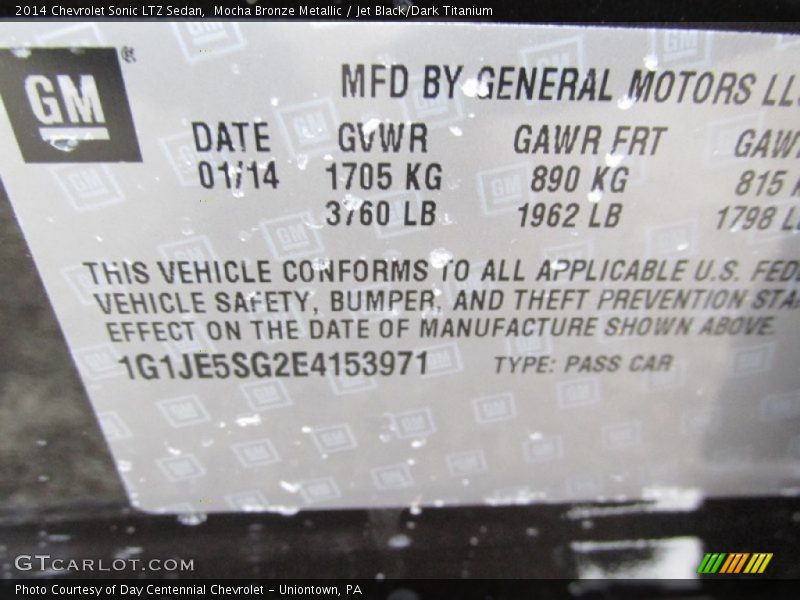 2014 Chevrolet Sonic LTZ Sedan, Mocha Bronze Metallic / Jet Black/Dark Titanium
GM®
MFD BY GENERAL MOTORS
DATE GVWR GAWR FRT
01/14 1705 KG 890 KG 815
3760 LB 1962 LB 1798
THIS VEHICLE CONFORMS TO ALL APPLICABLE U.S.
VEHICLE SAFETY, BUMPER, AND THEFT PREVENTION
EFFECT ON THE DATE OF MANUFACTURE SHOWN ABOVE.
1G1JE5SG2E4153971 TYPE: PASS CAR
GTCARLOT.COM
Photo Courtesy of Day Centennial Chevrolet - Uniontown, PA